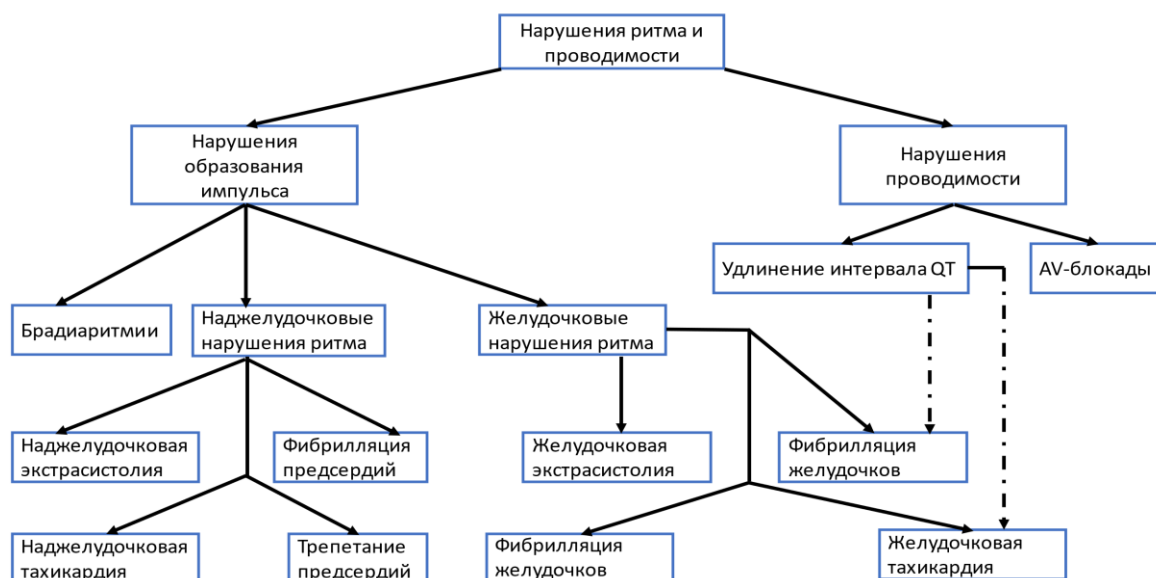 Нарушения ритма и
проводимости
Нарушения
образования
импульса
Нарушения
проводимости
Удлинение интервала QT
AV-блокады
Брадиаритмии
Наджелудочковые
нарушения ритма
Желудочковые
нарушения ритма
Наджелудочковая
экстрасистолия
Фибрилляция
предсердий
Желудочковая
экстрасистолия
Фибрилляция
желудочков
Наджелудочковая
тахикардия
Трепетание
предсердий
Фибрилляция
желудочков
Желудочковая
тахикардия